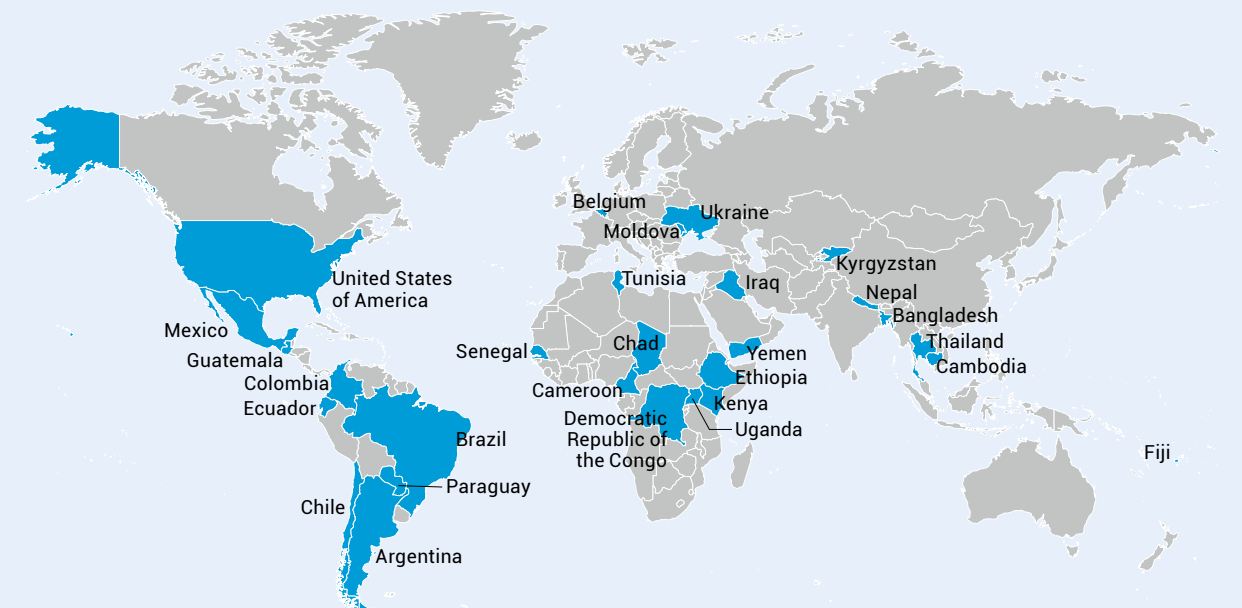 Belgium
Ukraine
Moldova
Kyrgyzstan
United States
of America
Tunisia
Iraq
Nepal
Bangladesh
Mexico
Guatemala
Senegal
Chad
Yemen
Thailand
Cambodia
Colombia
Ecuador
Cameroon
Ethiopia
Kenya
Democratic
Republic of
the Congo
Uganda
Brazil
Fiji
Paraguay
Chile
Argentina